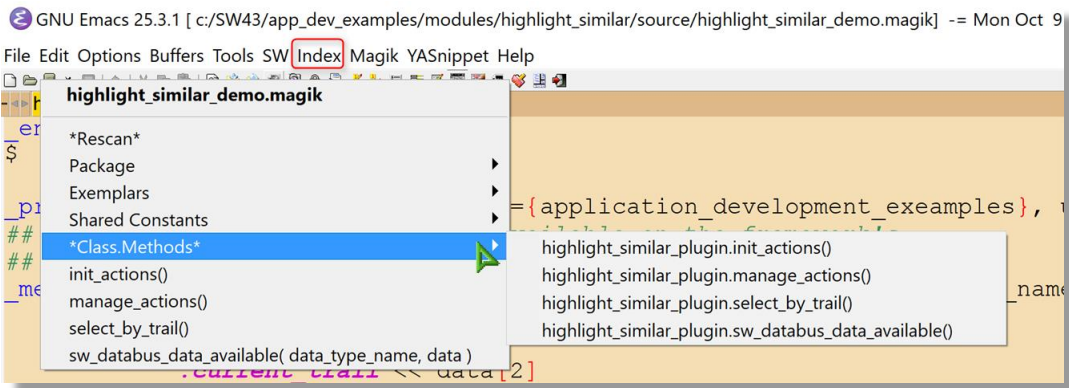 GNU Emacs 25.3.1 [ c:/SW43/app_dev_examples/modules/highlight_similar/source/highlight_similar_demo.magik] -= Mon Oct 9
File Edit Options Buffers Tools SW Index Magik YASnippet Help
highlight_similar_demo.magik
*Rescan*
$
Package
Exemplars
={application_development_exeamples},
Shared Constants
##
*Class.Methods*
highlight_similar_plugin.init_actions()
##
init_actions()
highlight_similar_plugin.manage_actions()
manage_actions()
highlight_similar_plugin.select_by_trail()
select_by_trail()
highlight_similar_plugin.sw_databus_data_available()
sw_databus_data_available( data_type_name, data )
.current_trail << data[2]